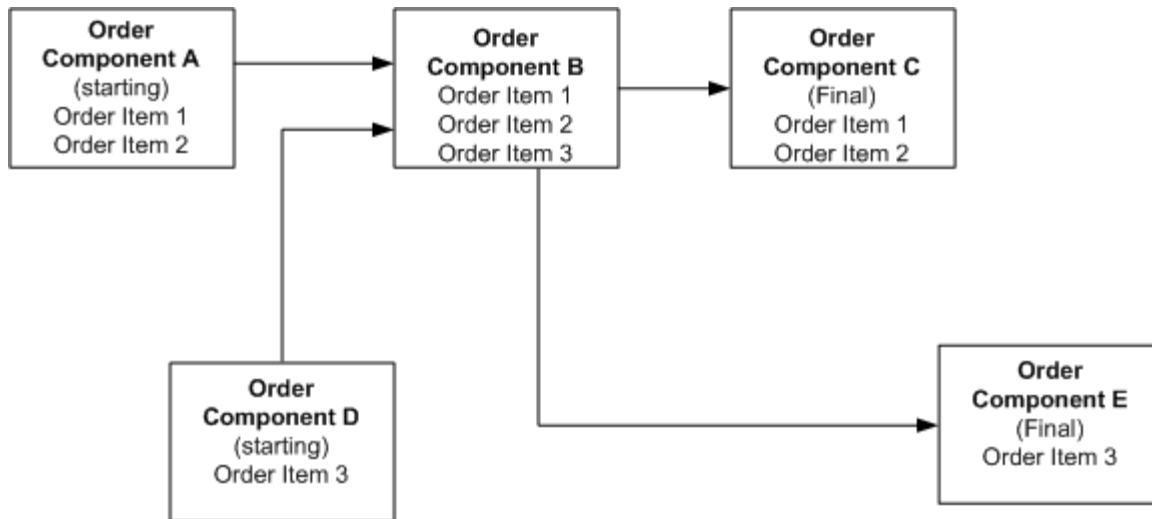 Order
Component A
(starting)
Order Item 1
Order Item 2
Order
Component B
Order Item 1
Order Item 2
Order Item 3
Order
Component C
(Final)
Order Item 1
Order Item 2
Order
Component D
(starting)
Order Item 3
Order
Component E
(Final)
Order Item 3